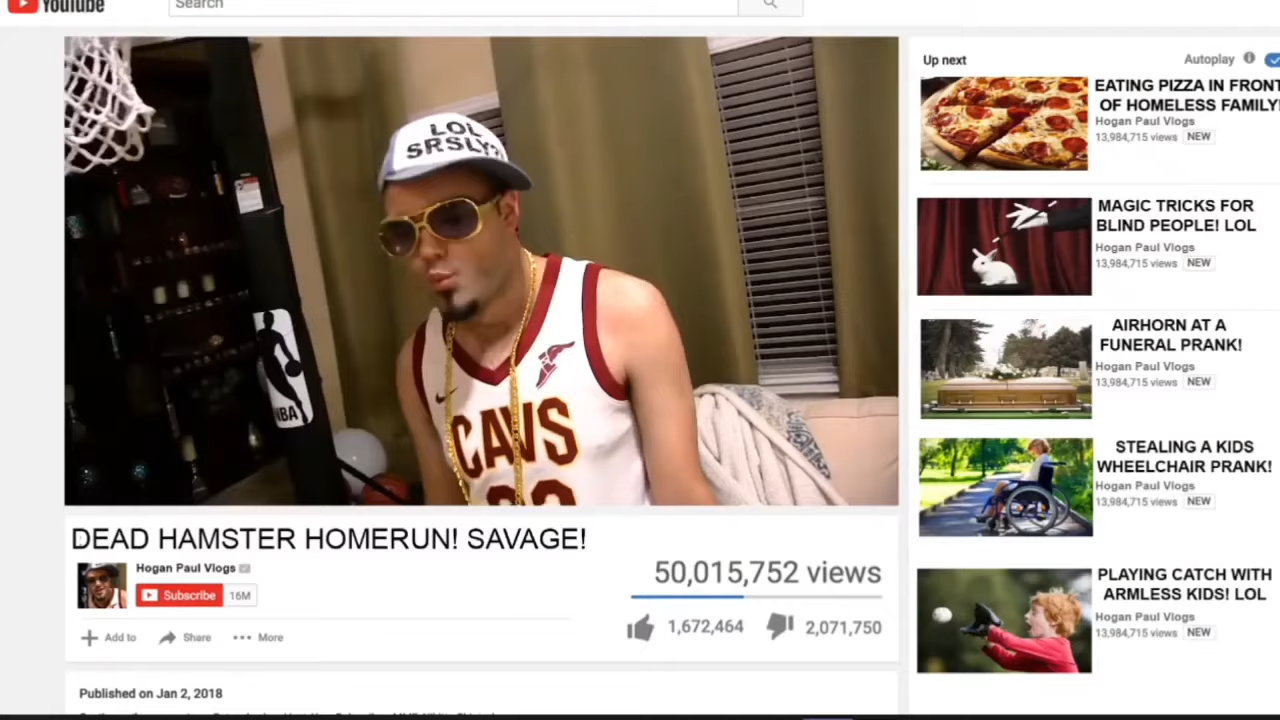 YouTube
Search
LOL
SRSLY?
NBA
CAVS
DEAD HAMSTER HOMERUN! SAVAGE!
Hogan Paul Vlogs
Subscribe 16M
50,015,752 views
Add to Share More
1,672,464 2,071,750
Published on Jan 2, 2018
Up next Autoplay
EATING PIZZA IN FRONT
OF HOMELESS FAMILY!
Hogan Paul Vlogs
13,984,715 views NEW
MAGIC TRICKS FOR
BLIND PEOPLE! LOL
Hogan Paul Vlogs
13,984,715 views NEW
AIRHORN AT A
FUNERAL PRANK!
Hogan Paul Vlogs
13,984,715 views NEW
STEALING A KIDS
WHEELCHAIR PRANK!
Hogan Paul Vlogs
13,984,715 views NEW
PLAYING CATCH WITH
ARMLESS KIDS! LOL
Hogan Paul Vlogs
13,984,715 views NEW